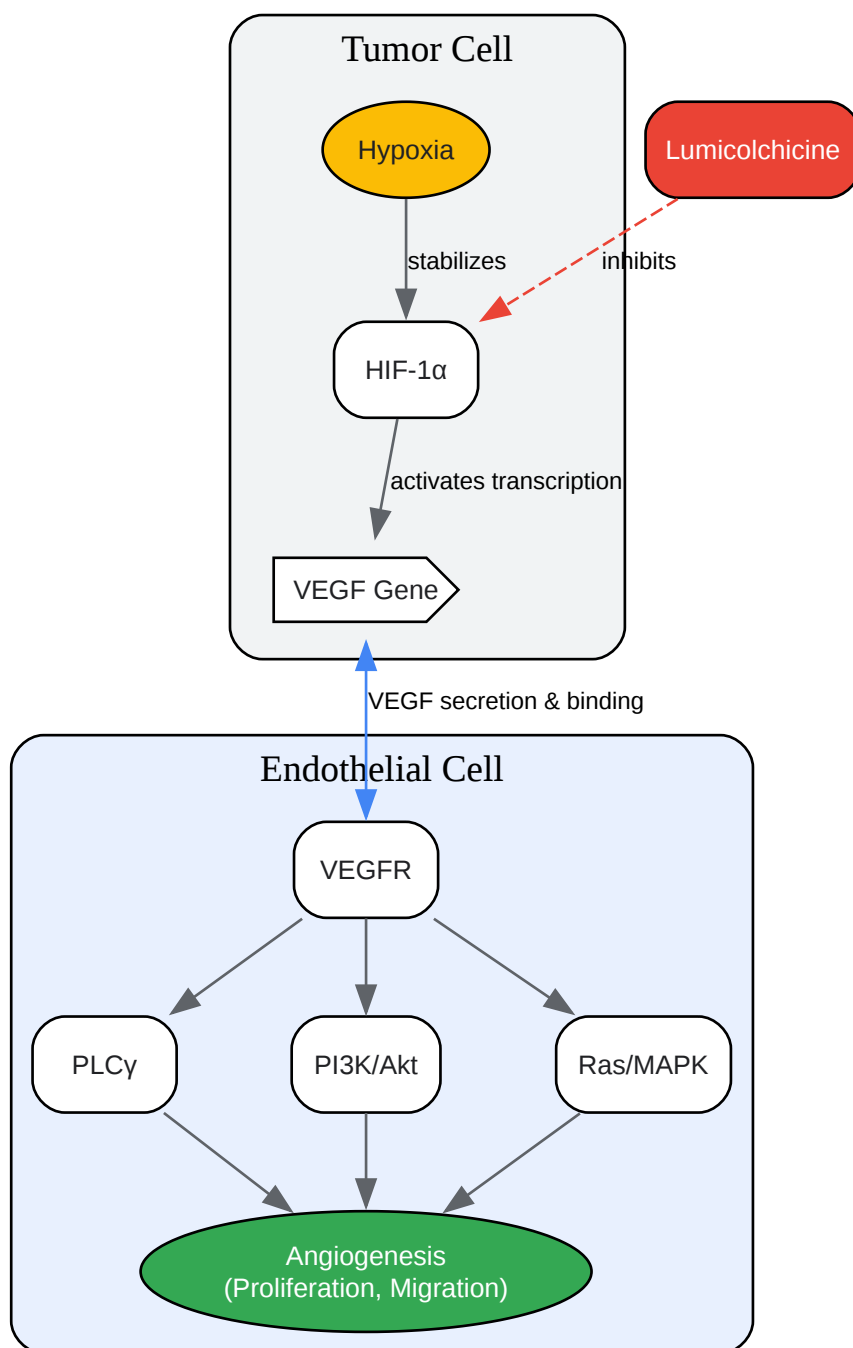 Tumor Cell
Hypoxia
Lumicolchicine
stabilizes
inhibits
HIF-1α
activates transcription
VEGF Gene
VEGF secretion & binding
Endothelial Cell
VEGFR
PLCγ
PI3K/Akt
Ras/MAPK
Angiogenesis
(Proliferation, Migration)